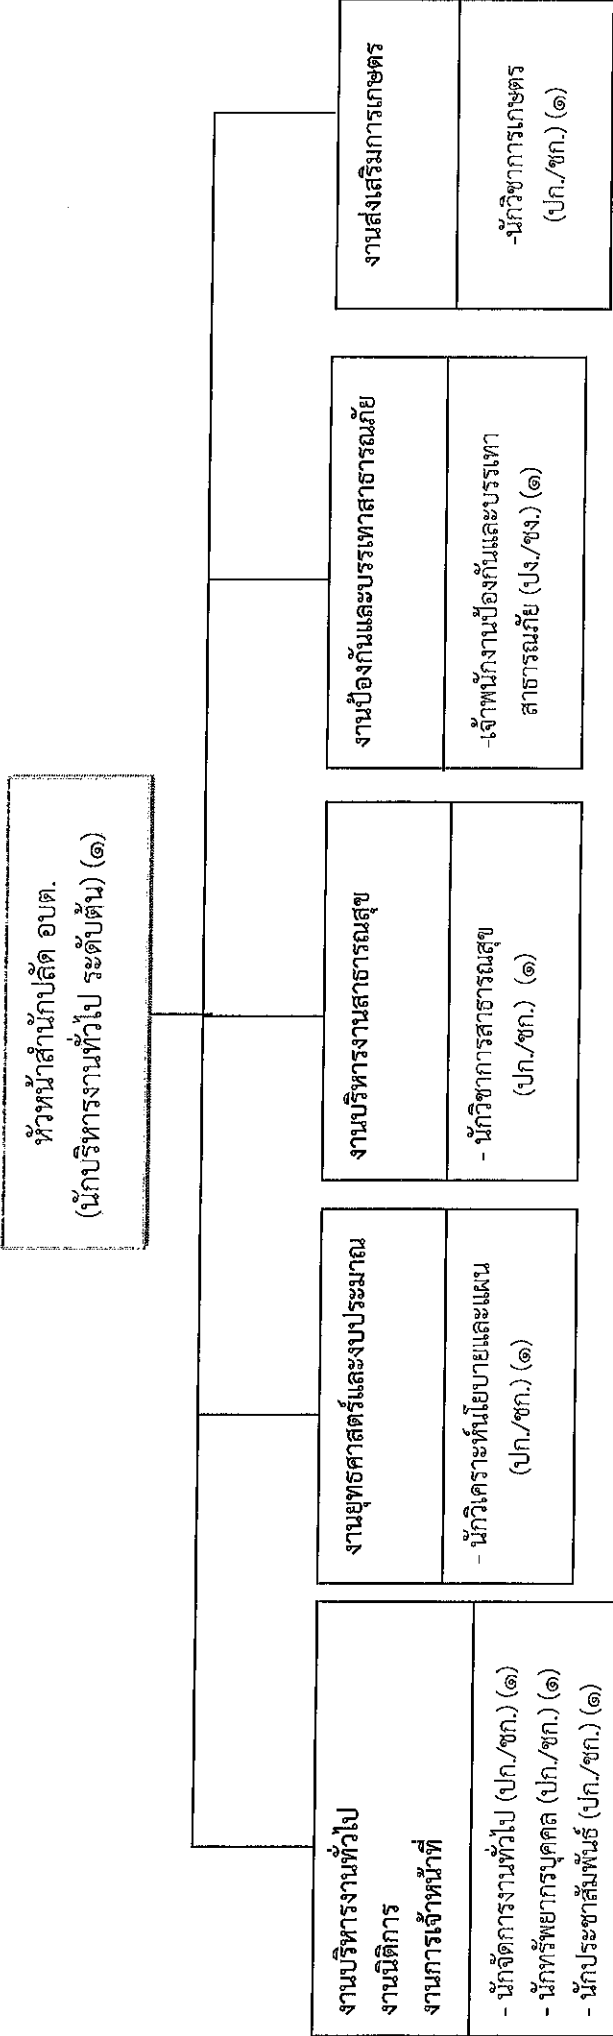 หัวหน้าสำนักปลัด อบต.
(นักบริหารงานทั่วไป ระดับต้น) (๑)
งานบริหารงานทั่วไป
งานนิติการ
งานการเจ้าหน้าที่
- นักจัดการงานทั่วไป (ปก./ชก.) (๑)
- นักทรัพยากรบุคคล (ปก./ชก.) (๑)
- นักประชาสัมพันธ์ (ปก./ชก.) (๑)
งานยุทธศาสตร์และงบประมาณ
- นักวิเคราะห์นโยบายและแผน
(ปก./ชก.) (๑)
งานบริหารงานสาธารณสุข
- นักวิชาการสาธารณสุข
(ปก./ชก.) (๑)
งานป้องกันและบรรเทาสาธารณภัย
-เจ้าพนักงานป้องกันและบรรเทา
สาธารณภัย (ปง./ชง.) (๑)
งานส่งเสริมการเกษตร
-นักวิชาการเกษตร
(ปก./ชก.) (๑)